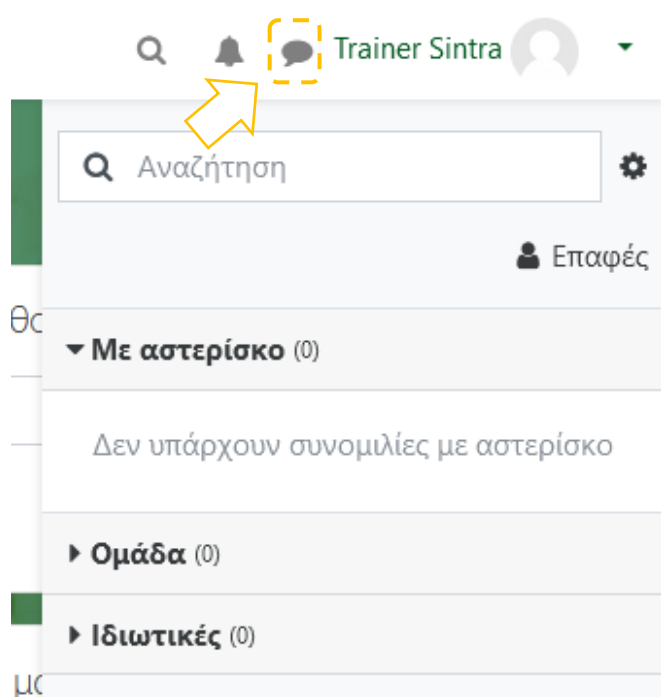 Trainer Sintra
Αναζήτηση
Επαφές
Με αστερίσκο (0)
Δεν υπάρχουν συνομιλίες με αστερίσκο
Ομάδα (0)
Ιδιωτικές (0)